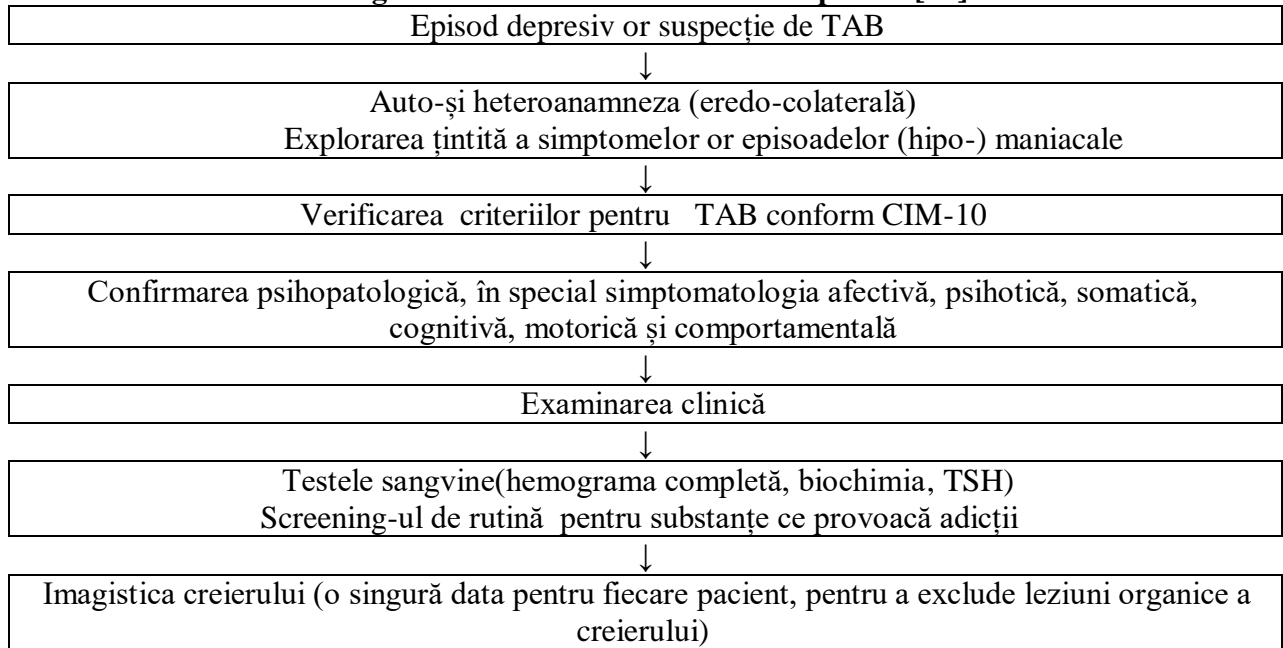 Episod depresiv or suspecție de TAB
↓
Auto-și heteroanamneza (eredo-colaterală)
Explorarea țintită a simptomelor or episoadelor (hipo-) maniacale
↓
Verificarea criteriilor pentru TAB conform CIM-10
↓
Confirmarea psihopatologică, în special simptomatologia afectivă, psihotică, somatică,
cognitivă, motorică și comportamentală
↓
Examinarea clinică
↓
Testele sangvine(hemograma completă, biochimia, TSH)
Screening-ul de rutină pentru substanțe ce provoacă adicții
↓
Imagistica creierului (o singură data pentru fiecare pacient, pentru a exclude leziuni organice a
creierului)